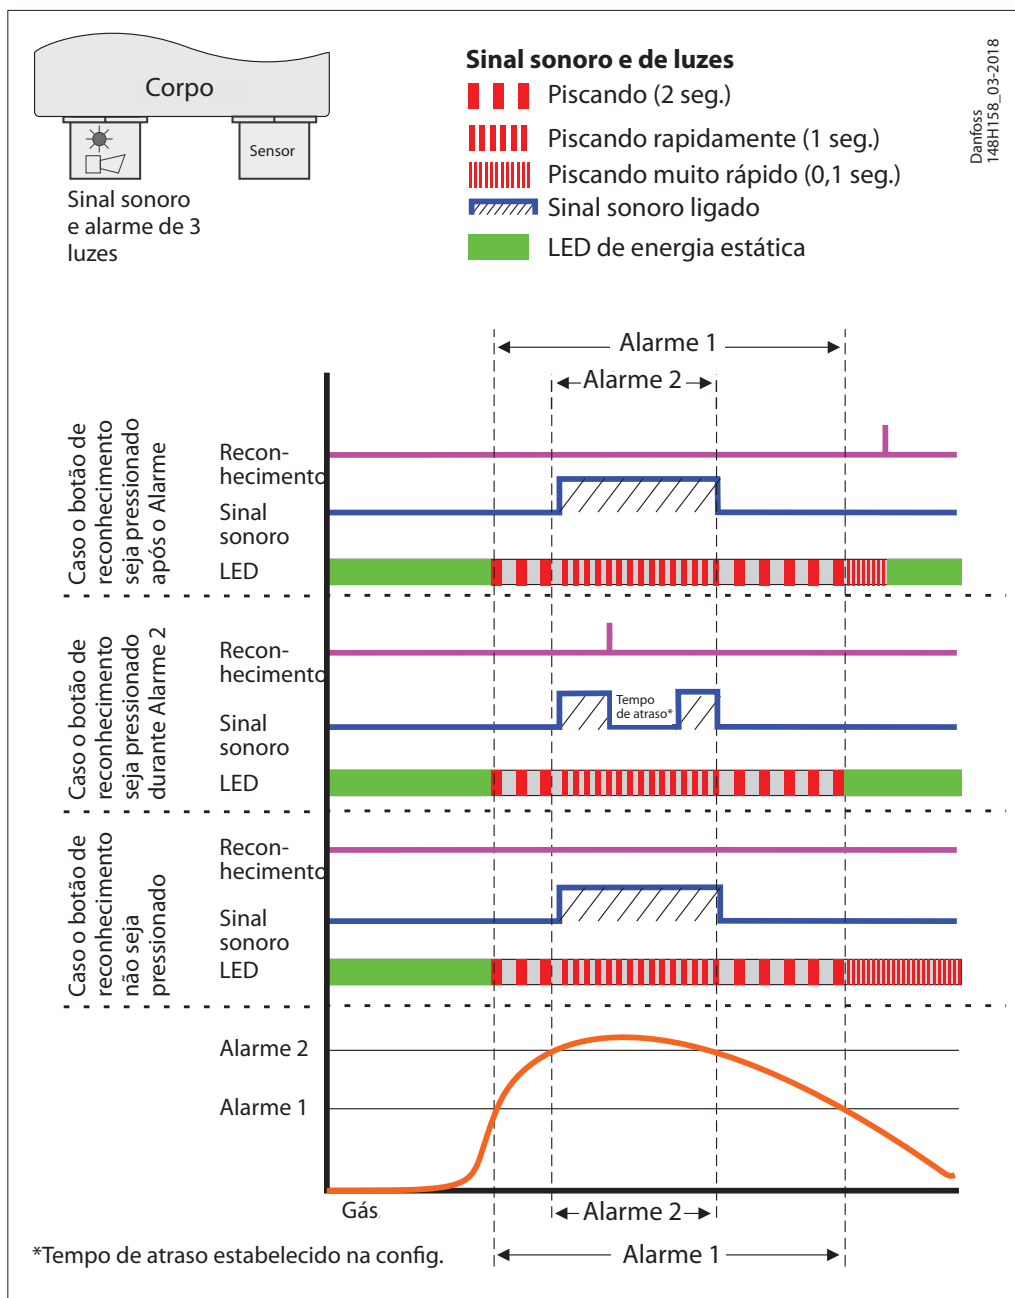 Corpo
Sensor
Sinal sonoro
e alarme de 3
luzes
Sinal sonoro e de luzes
Piscando (2 seg.)
Piscando rapidamente (1 seg.)
Piscando muito rápido (0,1 seg.)
Sinal sonoro ligado
LED de energia estática
Danfoss
148H158_03-2018
Alarme 1
Alarme 2
Caso o botão de
reconhecimento
seja pressionado
após o Alarme
Recon-
hecimento
Sinal
sonoro
LED
Caso o botão de
reconhecimento
seja pressionado
durante Alarme 2
Recon-
hecimento
Sinal
sonoro
Tempo
de atraso*
LED
Caso o botão de
reconhecimento
não seja
pressionado
Recon-
hecimento
Sinal
sonoro
LED
Alarme 2
Alarme 1
Gás
Alarme 2
*Tempo de atraso estabelecido na config.
Alarme 1